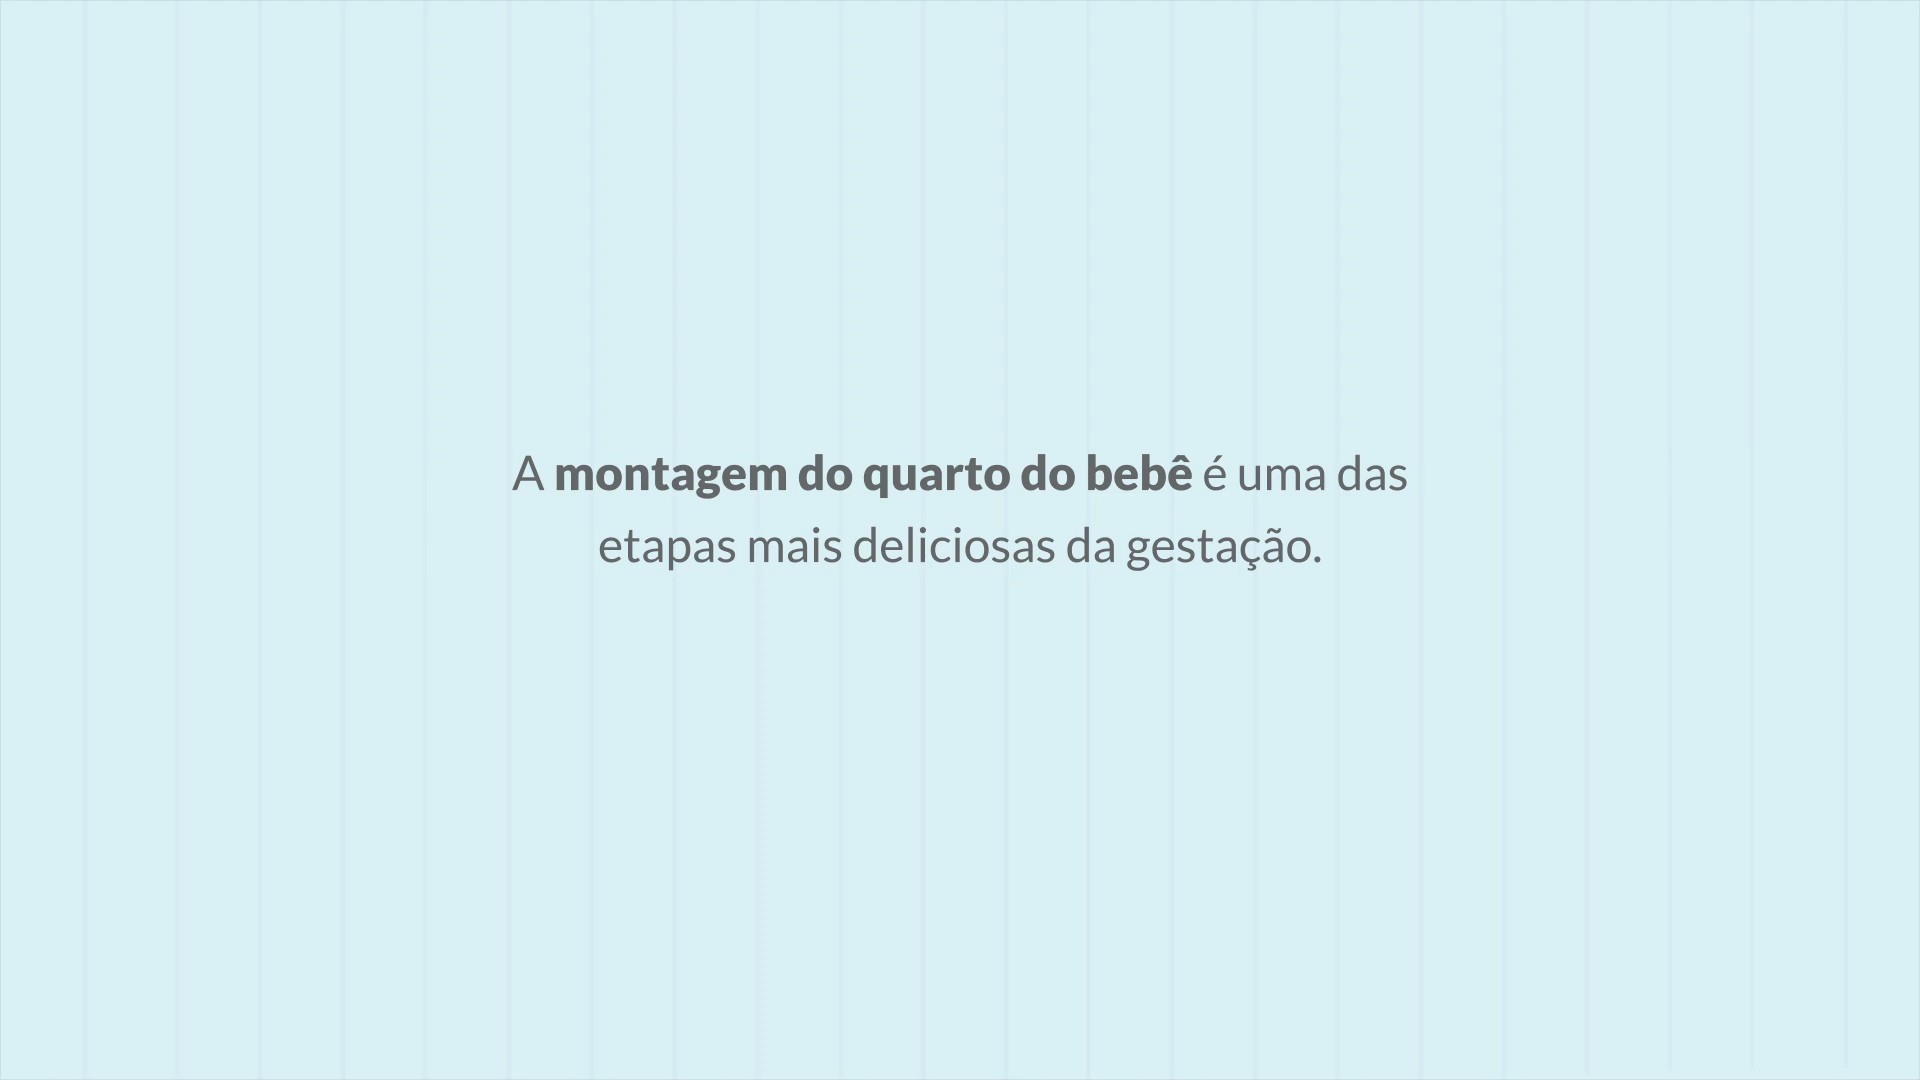 A montagem do quarto do bebê é uma das
etapas mais deliciosas da gestação.